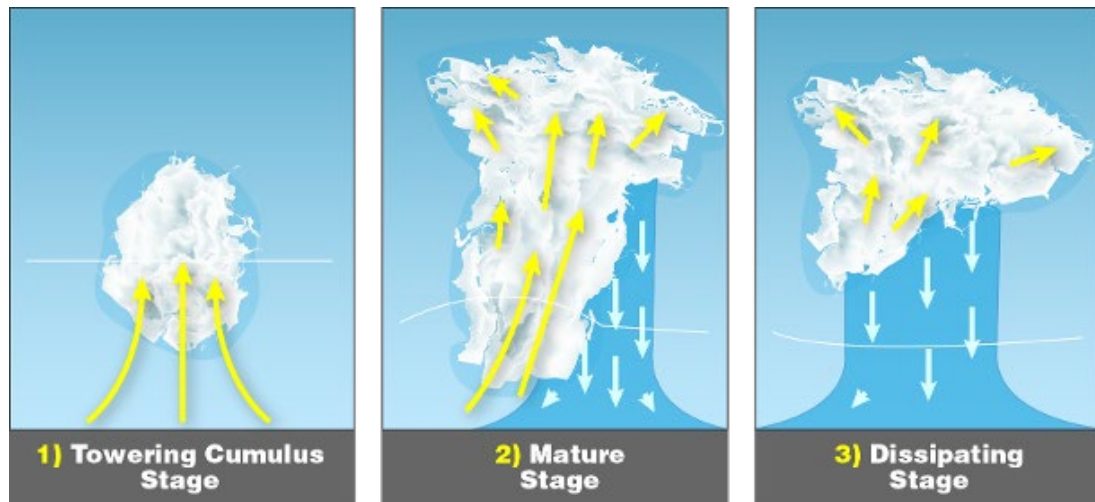 1) Towering Cumulus
Stage
2) Mature
Stage
3) Dissipating
Stage